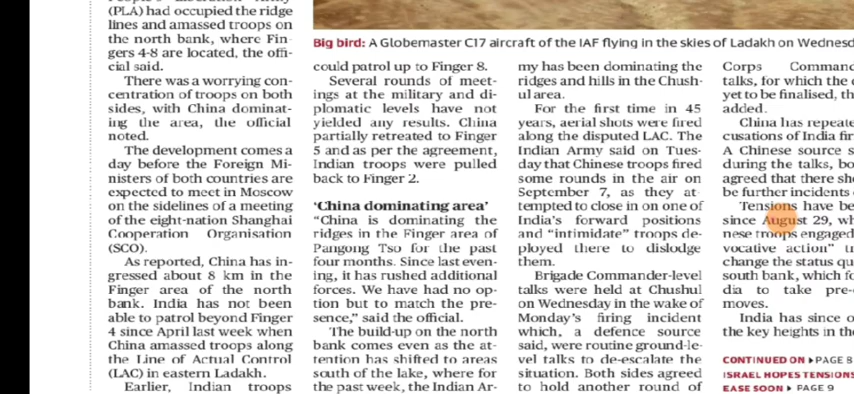 (PLA) had occupied the ridge
lines and amassed troops on
the north bank, where Fin-
gers 4-8 are located, the offi-
cial said.
There was a worrying con-
centration of troops on both
sides, with China dominat-
ing the area, the official
noted.
The development comes a
day before the Foreign Mi-
nisters of both countries are
expected to meet in Moscow
on the sidelines of a meeting
of the eight-nation Shanghai
Cooperation Organisation
(SCO).
As reported, China has in-
gressed about 8 km in the
Finger area of the north
bank. India has not been
able to patrol beyond Finger
4 since April last week when
China amassed troops along
the Line of Actual Control
(LAC) in eastern Ladakh.
Earlier, Indian troops
Big bird: A Globemaster C17 aircraft of the IAF flying in the skies of Ladakh on Wednesd
could patrol up to Finger 8.
Several rounds of meet-
ings at the military and di-
plomatic levels have not
yielded any results. China
partially retreated to Finger
5 and as per the agreement,
Indian troops were pulled
back to Finger 2.
‘China dominating area’
“China is dominating the
ridges in the Finger area of
Pangong Tso for the past
four months. Since last even-
ing, it has rushed additional
forces. We have had no op-
tion but to match the pre-
sence,” said the official.
The build-up on the north
bank comes even as the at-
tention has shifted to areas
south of the lake, where for
the past week, the Indian Ar-
my has been dominating the
ridges and hills in the Chush-
ul area.
For the first time in 45
years, aerial shots were fired
along the disputed LAC. The
Indian Army said on Tues-
day that Chinese troops fired
some rounds in the air on
September 7, as they at-
tempted to close in on one of
India’s forward positions
and “intimidate” troops de-
ployed there to dislodge
them.
Brigade Commander-level
talks were held at Chushul
on Wednesday in the wake of
Monday’s firing incident
which, a defence source
said, were routine ground-le-
vel talks to de-escalate the
situation. Both sides agreed
to hold another round of
Corps Comman
talks, for which the
yet to be finalised, th
added.
China has repeate
cusations of India fir
A Chinese source s
during the talks, bo
agreed that there sh
be further incidents
Tensions have be
since August 29, wh
nese troops engaged
vocative action” t
change the status qu
south bank, which fo
dia to take pre-
moves.
India has since o
the key heights in th
CONTINUED ON PAGE 8
ISRAEL HOPES TENSIONS
EASE SOON PAGE 9